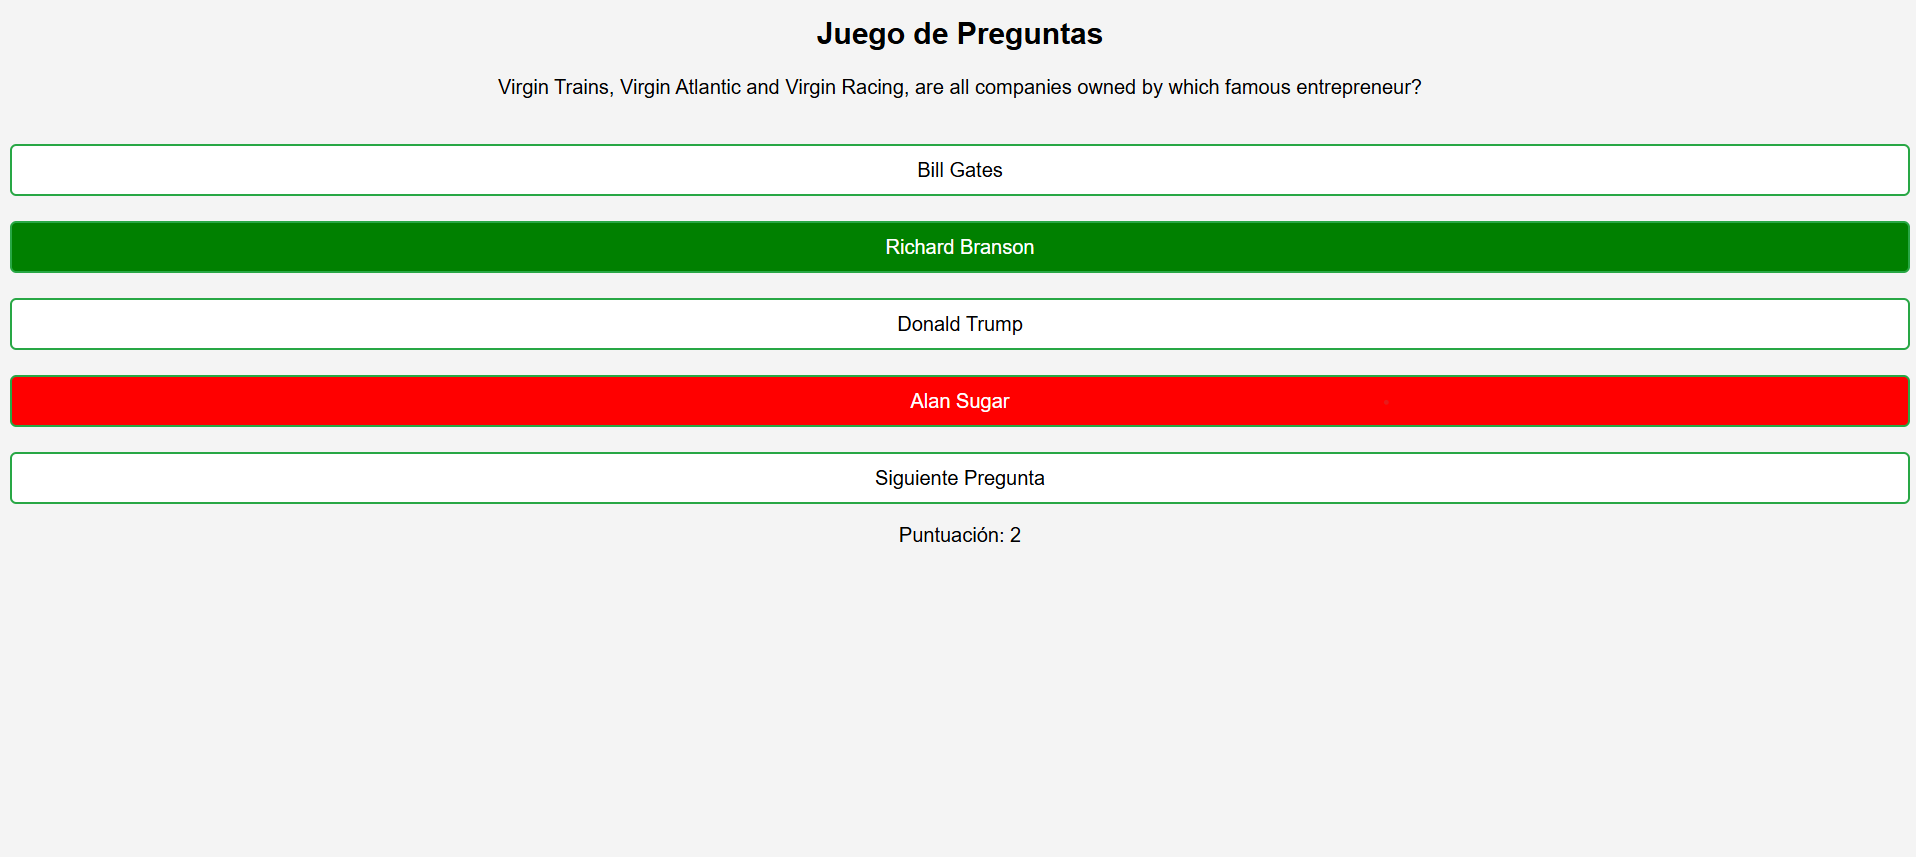 Juego de Preguntas
Virgin Trains, Virgin Atlantic and Virgin Racing, are all companies owned by which famous entrepreneur?
Bill Gates
Richard Branson
Donald Trump
Alan Sugar
Siguiente Pregunta
Puntuación: 2